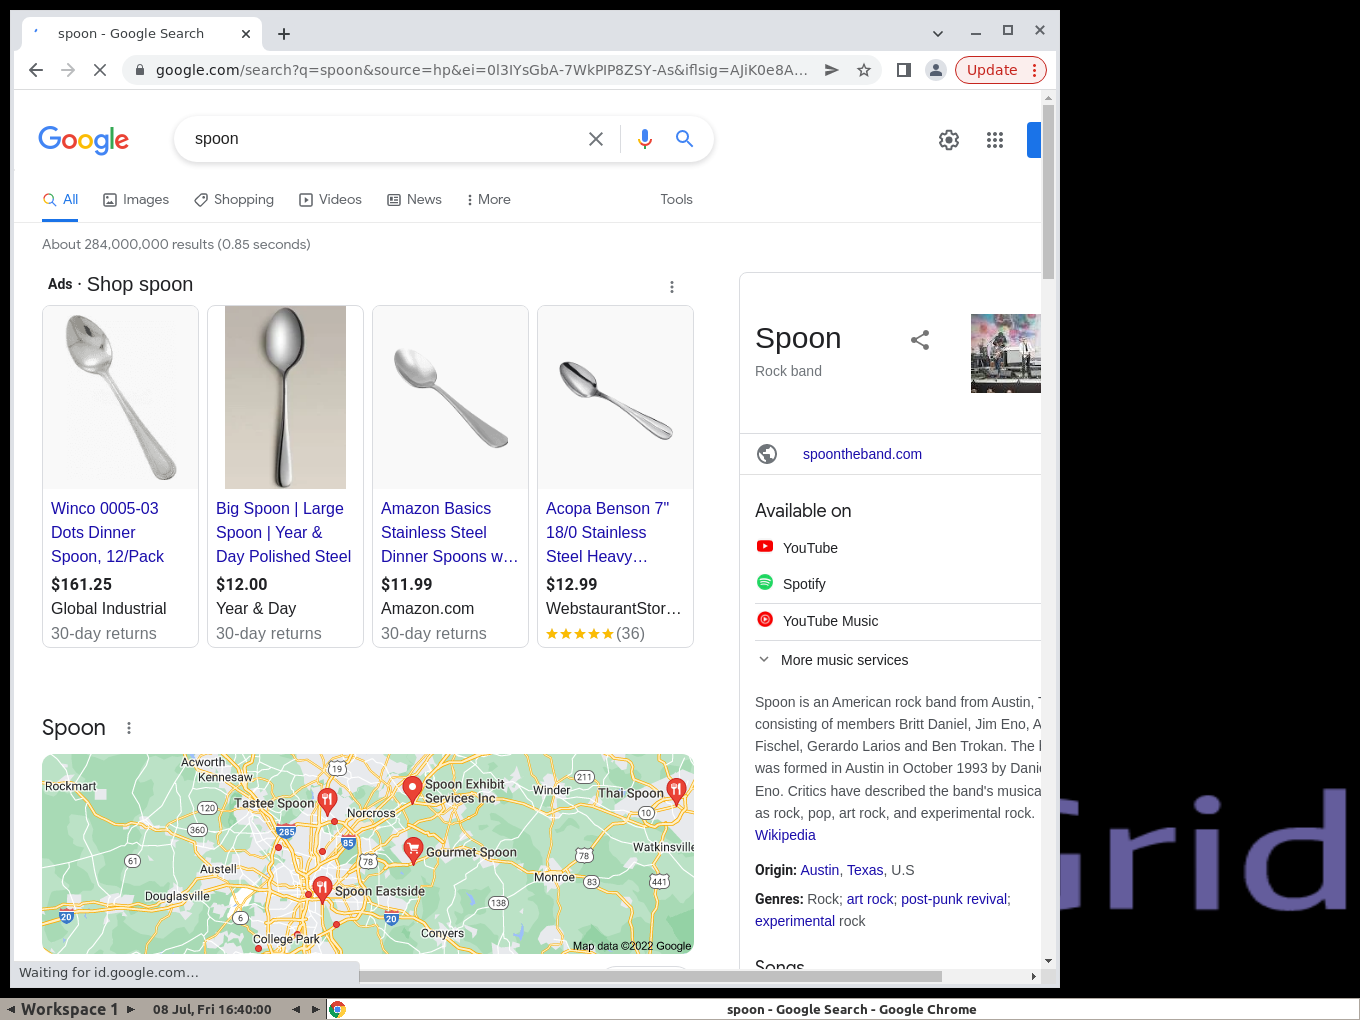 spoon - Google Search
google.com/search?q=spoon&source=hp&ei=0l3IYsGbA-7WkPIP8ZSY-As&iflsig=AJiK0e8A...
Update
Google
spoon
All
Images
Shopping
Videos
News
More
Tools
About 284,000,000 results (0.85 seconds)
Ads · Shop spoon
Winco 0005-03
Dots Dinner
Spoon, 12/Pack
$161.25
Global Industrial
30-day returns
Big Spoon | Large
Spoon | Year &
Day Polished Steel
$12.00
Year & Day
30-day returns
Amazon Basics
Stainless Steel
Dinner Spoons w...
$11.99
Amazon.com
30-day returns
Acopa Benson 7"
18/0 Stainless
Steel Heavy...
$12.99
WebstaurantStor...
(36)
Spoon
Rock band
spoontheband.com
Available on
YouTube
Spotify
YouTube Music
More music services
Spoon is an American rock band from Austin,
consisting of members Britt Daniel, Jim Eno, A
Fischel, Gerardo Larios and Ben Trokan. The
was formed in Austin in October 1993 by Danie
Eno. Critics have described the band's musica
as rock, pop, art rock, and experimental rock.
Wikipedia
Origin: Austin, Texas, U.S
Genres: Rock; art rock; post-punk revival;
experimental rock
Songs
Spoon
Acworth
Kennesaw
Rockmart
19
211
Spoon Exhibit
Services Inc
Winder
Thai Spoon
Tastee Spoon
120
Norcross
10
360
285
85
78
Gourmet Spoon
78
Watkinsville
61
Austell
Monroe
83
441
Spoon Eastside
Douglasville
138
20
6
20
College Park
Conyers
Map data ©2022 Google
Waiting for id.google.com...
Grid
Workspace 1
08 Jul, Fri 16:40:00
spoon - Google Search - Google Chrome